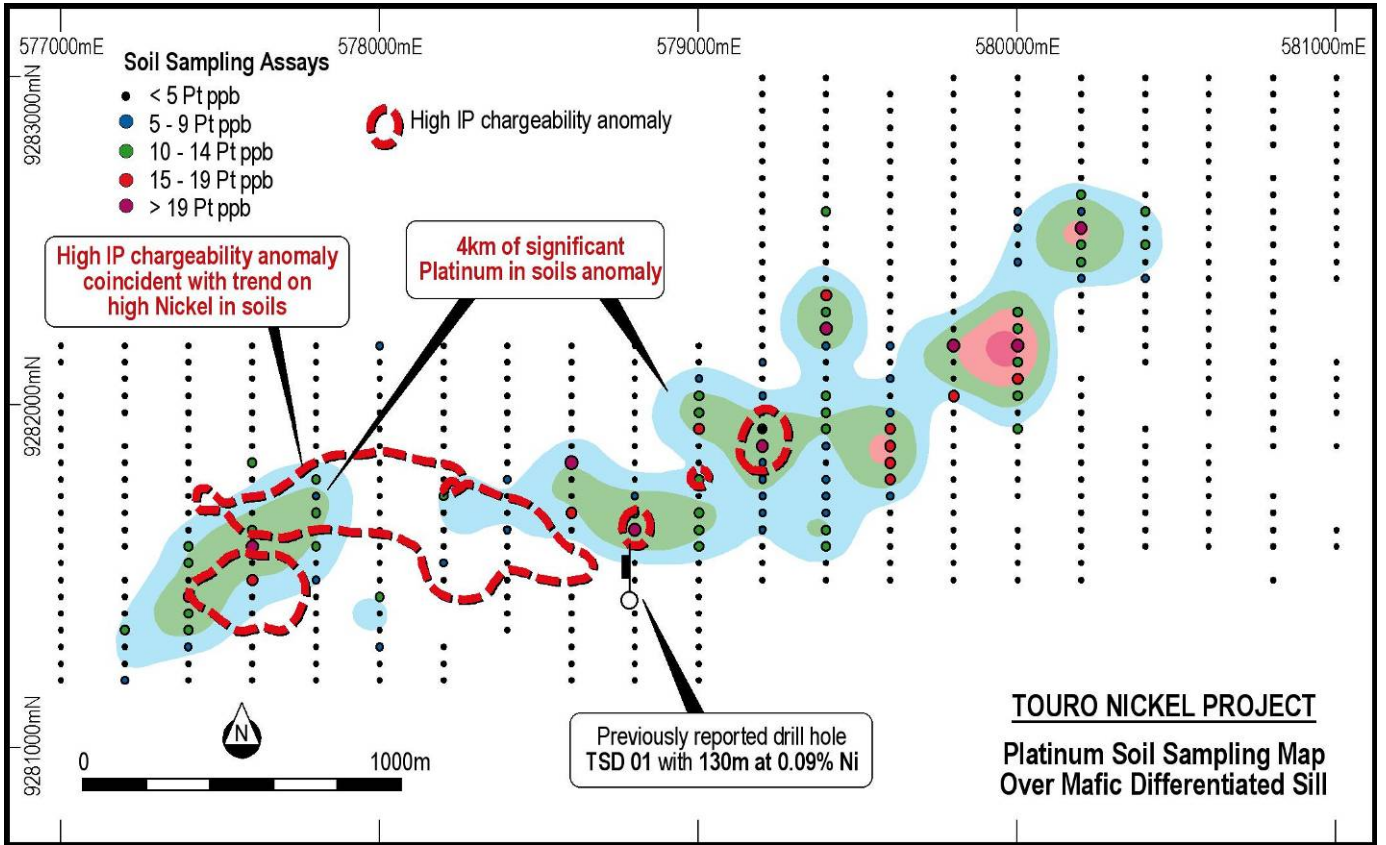 577000mE
578000mE
579000mE
580000mE
581000mE
9283000mN
9282000mN
9281000mN
Soil Sampling Assays
< 5 Pt ppb
5 - 9 Pt ppb
10 - 14 Pt ppb
15 - 19 Pt ppb
> 19 Pt ppb
High IP chargeability anomaly
High IP chargeability anomaly
coincident with trend on
high Nickel in soils
4km of significant
Platinum in soils anomaly
N
0
1000m
Previously reported drill hole
TSD 01 with 130m at 0.09% Ni
TOURO NICKEL PROJECT
Platinum Soil Sampling Map
Over Mafic Differentiated Sill